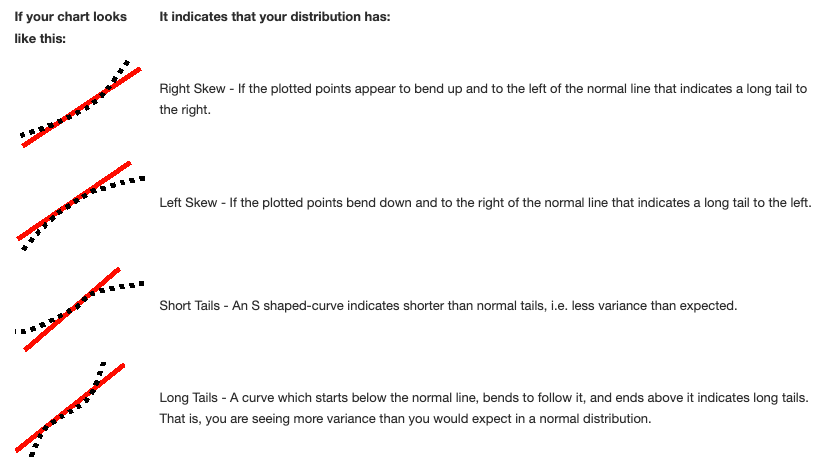 If your chart looks
like this:
It indicates that your distribution has:
Right Skew - If the plotted points appear to bend up and to the left of the normal line that indicates a long tail to
the right.
Left Skew - If the plotted points bend down and to the right of the normal line that indicates a long tail to the left.
Short Tails - An S shaped-curve indicates shorter than normal tails, i.e. less variance than expected.
Long Tails - A curve which starts below the normal line, bends to follow it, and ends above it indicates long tails.
That is, you are seeing more variance than you would expect in a normal distribution.